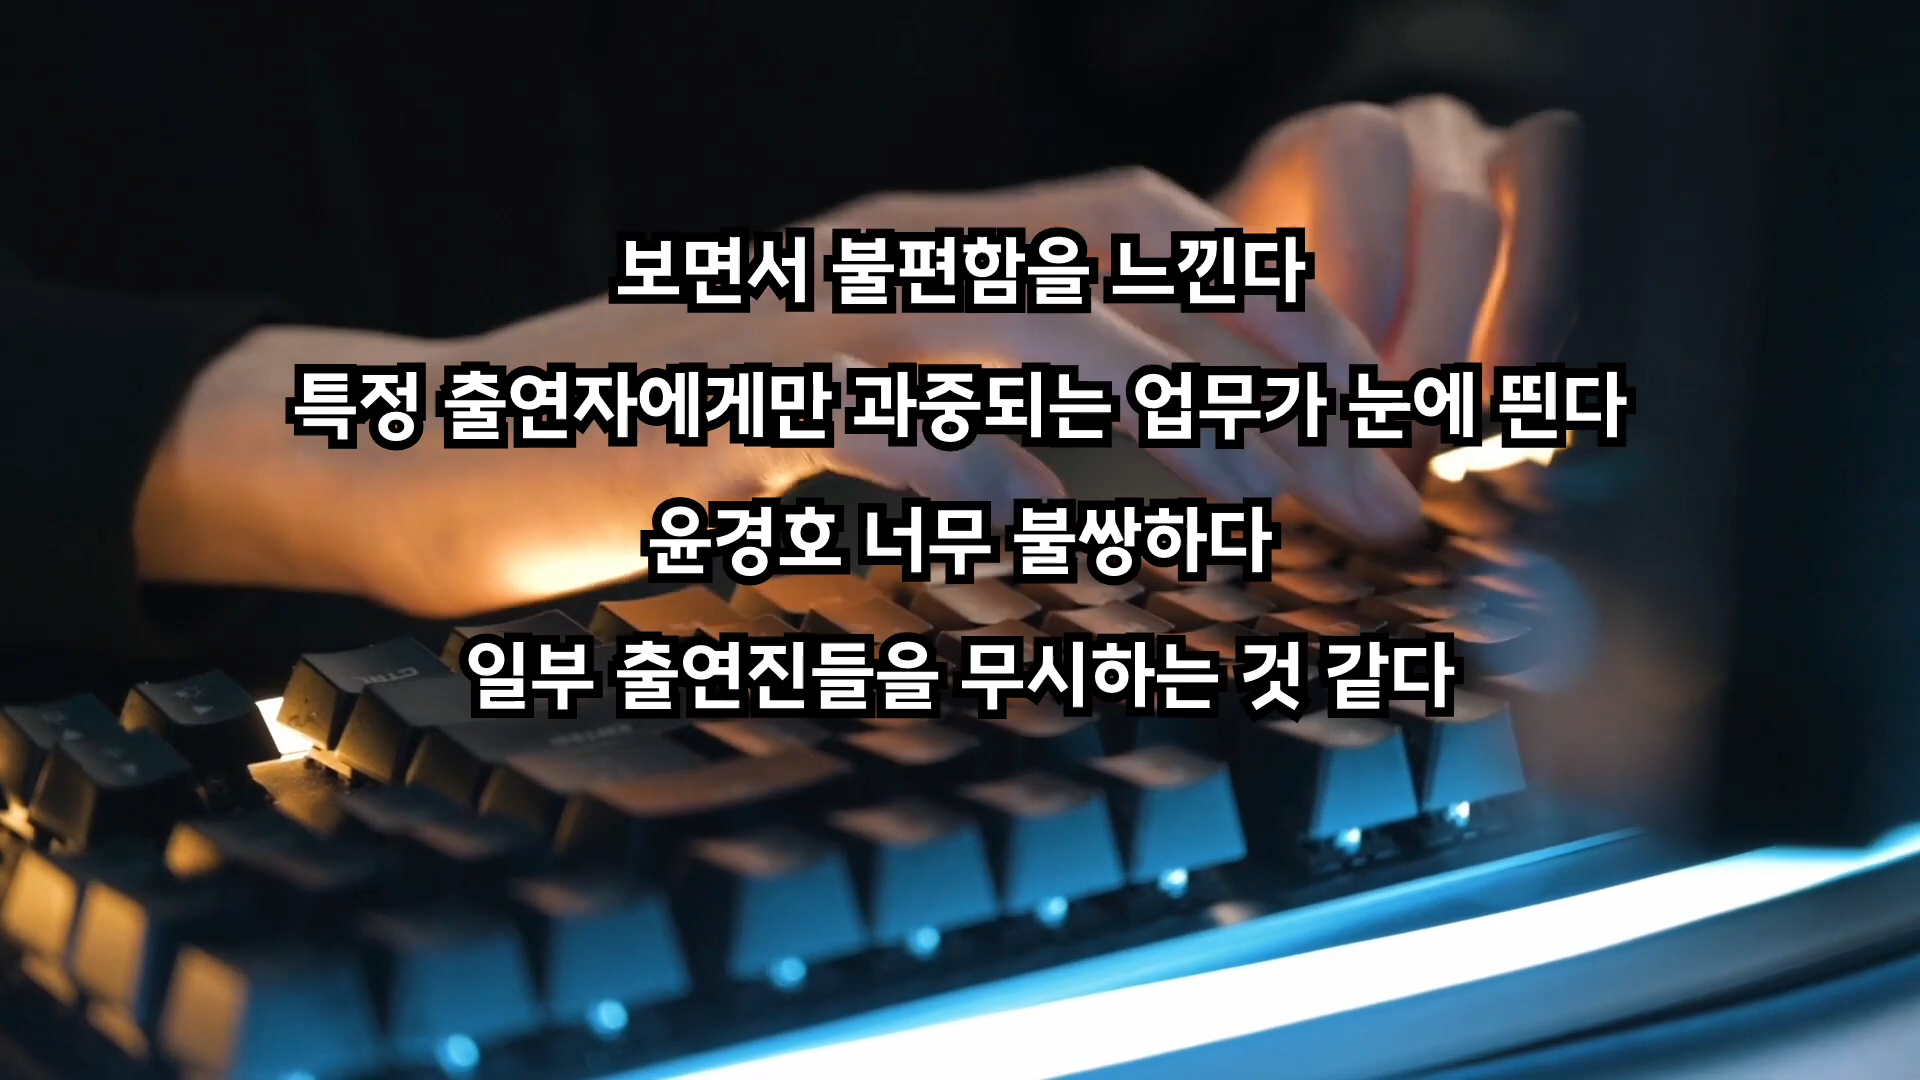 보면서 불편함을 느낀다
특정 출연자에게만 과중되는 업무가 눈에 띈다
윤경호 너무 불쌍하다
일부 출연진들을 무시하는 것 같다